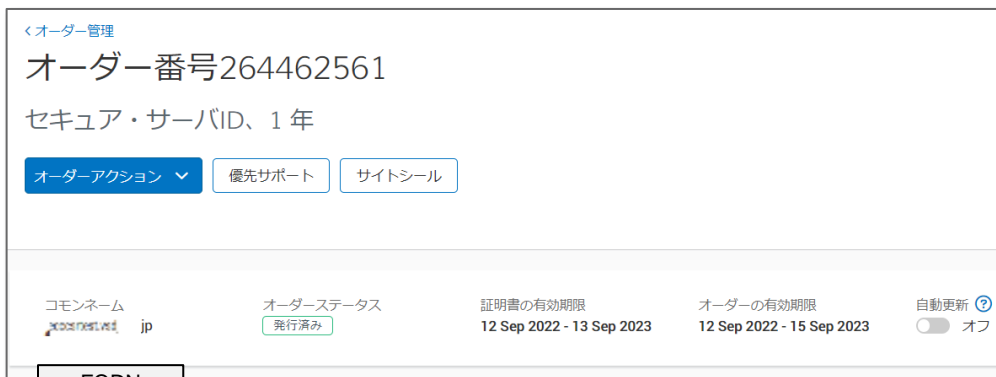 <オーダー管理
オーダー番号264462561
セキュア・サーバID、1 年
オーダーアクション 優先サポート サイトシール
コモンネーム オーダーステータス 証明書の有効期限 オーダーの有効期限 自動更新 ?
jp 発行済み 12 Sep 2022 - 13 Sep 2023 12 Sep 2022 - 15 Sep 2023 オフ